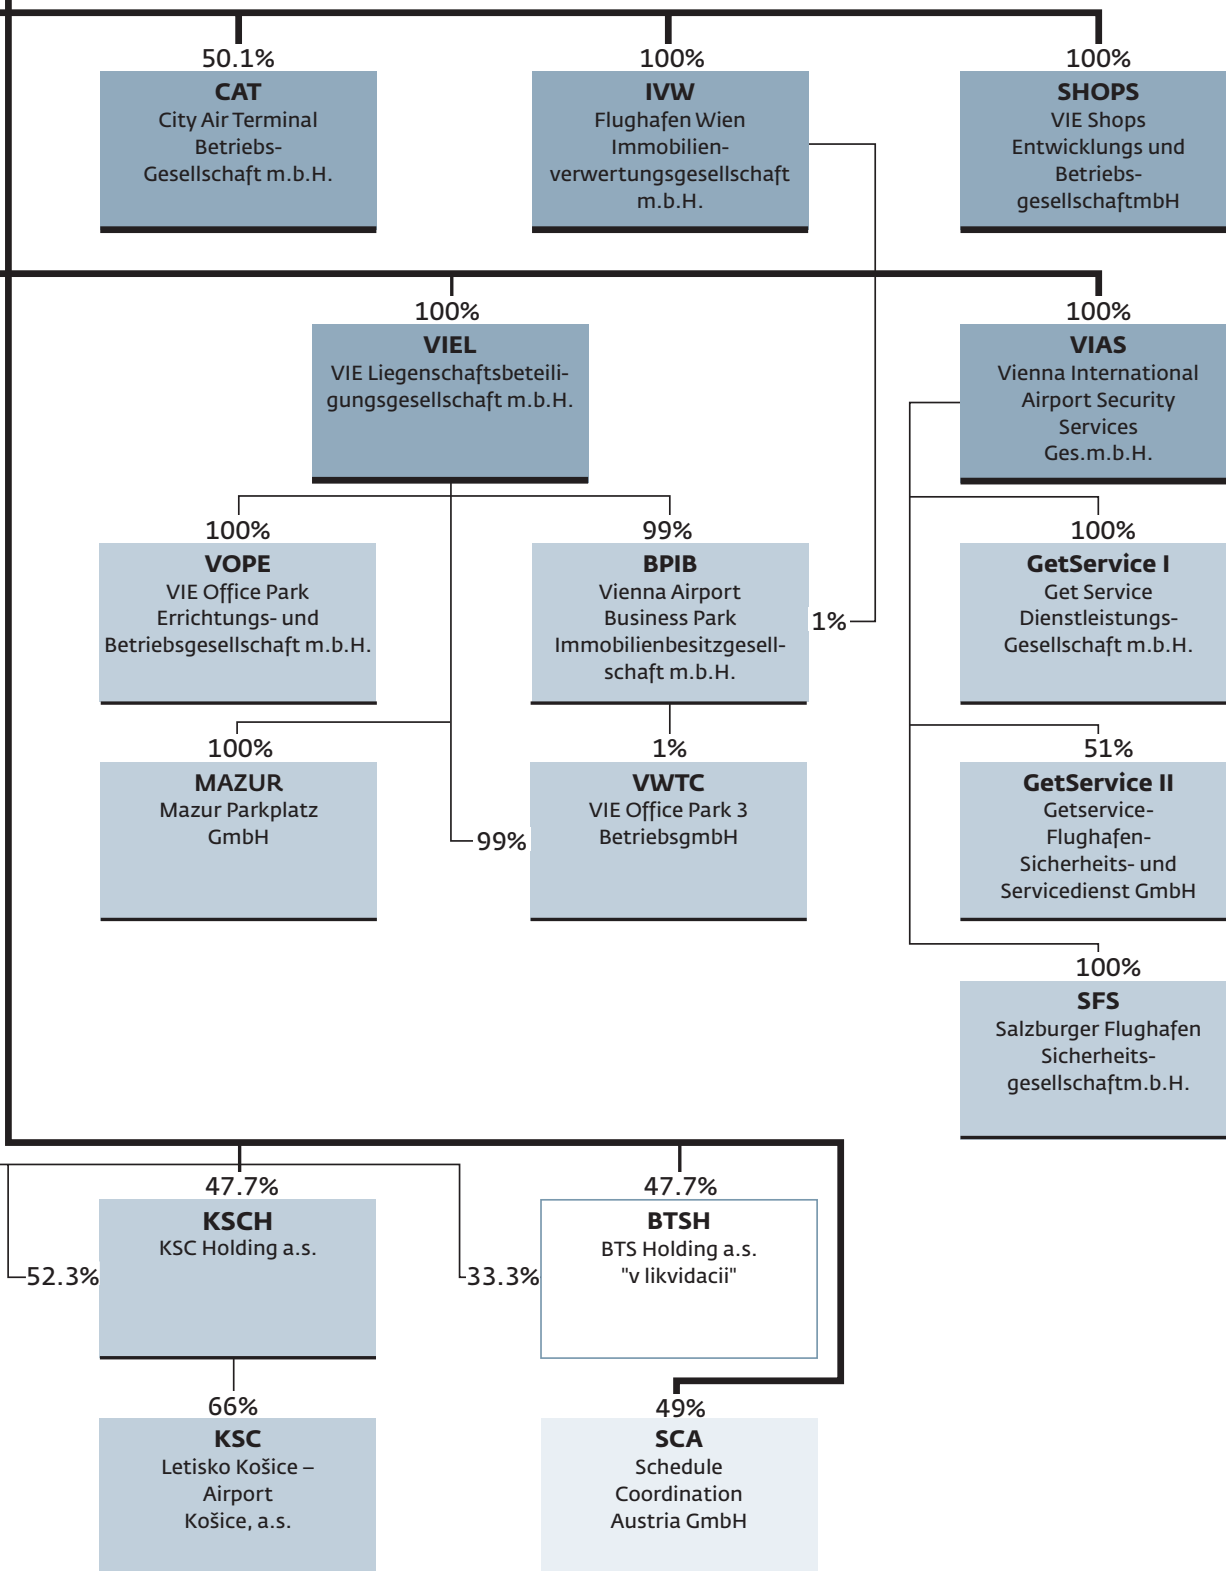 50.1%
CAT
City Air Terminal
Betriebs-
Gesellschaft m.b.H.
100%
IVW
Flughafen Wien
Immobilien-
verwertungsgesellschaft
m.b.H.
100%
SHOPS
VIE Shops
Entwicklungs und
Betriebs-
gesellschaftmbH
100%
VIEL
VIE Liegenschaftsbeteili-
gungsgesellschaft m.b.H.
100%
VIAS
Vienna International
Airport Security
Services
Ges.m.b.H.
100%
VOPE
VIE Office Park
Errichtungs- und
Betriebsgesellschaft m.b.H.
99%
BPIB
Vienna Airport
Business Park
Immobilienbesitzgesell-
schaft m.b.H.
1%
100%
GetService I
Get Service
Dienstleistungs-
Gesellschaft m.b.H.
100%
MAZUR
Mazur Parkplatz
GmbH
99%
1%
VWTC
VIE Office Park 3
BetriebsgmbH
51%
GetService II
Getservice-
Flughafen-
Sicherheits- und
Servicedienst GmbH
100%
SFS
Salzburger Flughafen
Sicherheits-
gesellschaftm.b.H.
52.3%
47.7%
KSCH
KSC Holding a.s.
33.3%
47.7%
BTSH
BTS Holding a.s.
"v likvidacii"
66%
KSC
Letisko Košice –
Airport
Košice, a.s.
49%
SCA
Schedule
Coordination
Austria GmbH